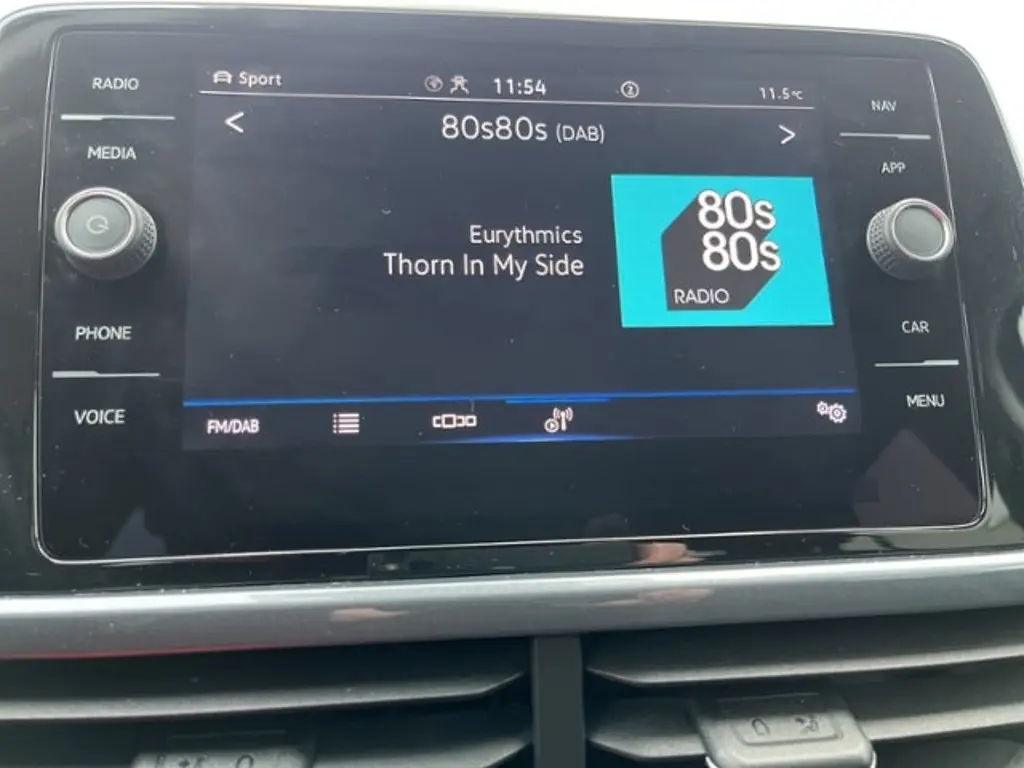 RADIO
MEDIA
PHONE
VOICE
Sport
11:54
2
11.5°C
80s80s (DAB)
Eurythmics
Thorn In My Side
80s
80s
RADIO
FM/DAB
NAV
APP
CAR
MENU